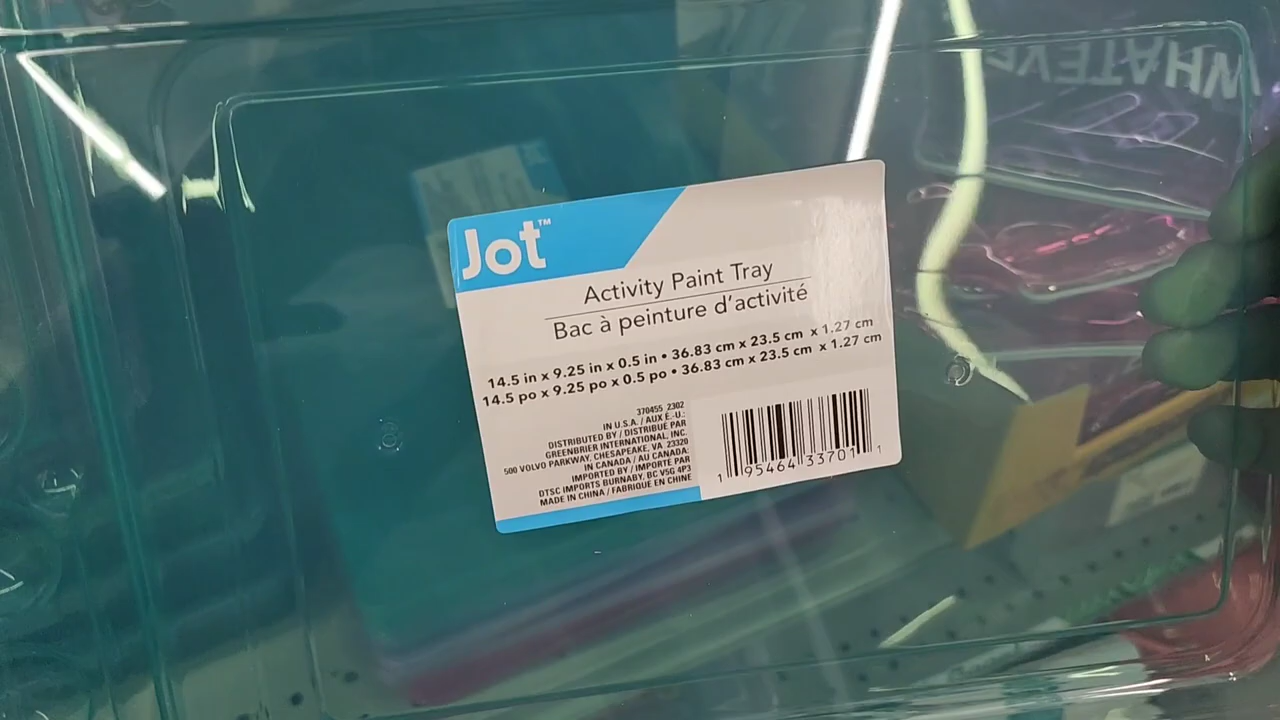 WHATEVE
Jot™
Activity Paint Tray
Bac à peinture d'activité
14.5 in x 9.25 in x 0.5 in • 36.83 cm x 23.5 cm x 1.27 cm
14.5 po x 9.25 po x 0.5 po • 36.83 cm x 23.5 cm x 1.27 cm
370455 2302
IN U.S.A. / AUX É.-U.:
DISTRIBUTED BY / DISTRIBUÉ PAR
GREENBRIER INTERNATIONAL, INC.
500 VOLVO PARKWAY, CHESAPEAKE, VA 23320
IN CANADA / AU CANADA:
IMPORTED BY / IMPORTÉ PAR
DTSC IMPORTS BURNABY, BC V5G 4P3
MADE IN CHINA / FABRIQUÉ EN CHINE
1 95464 33701 1